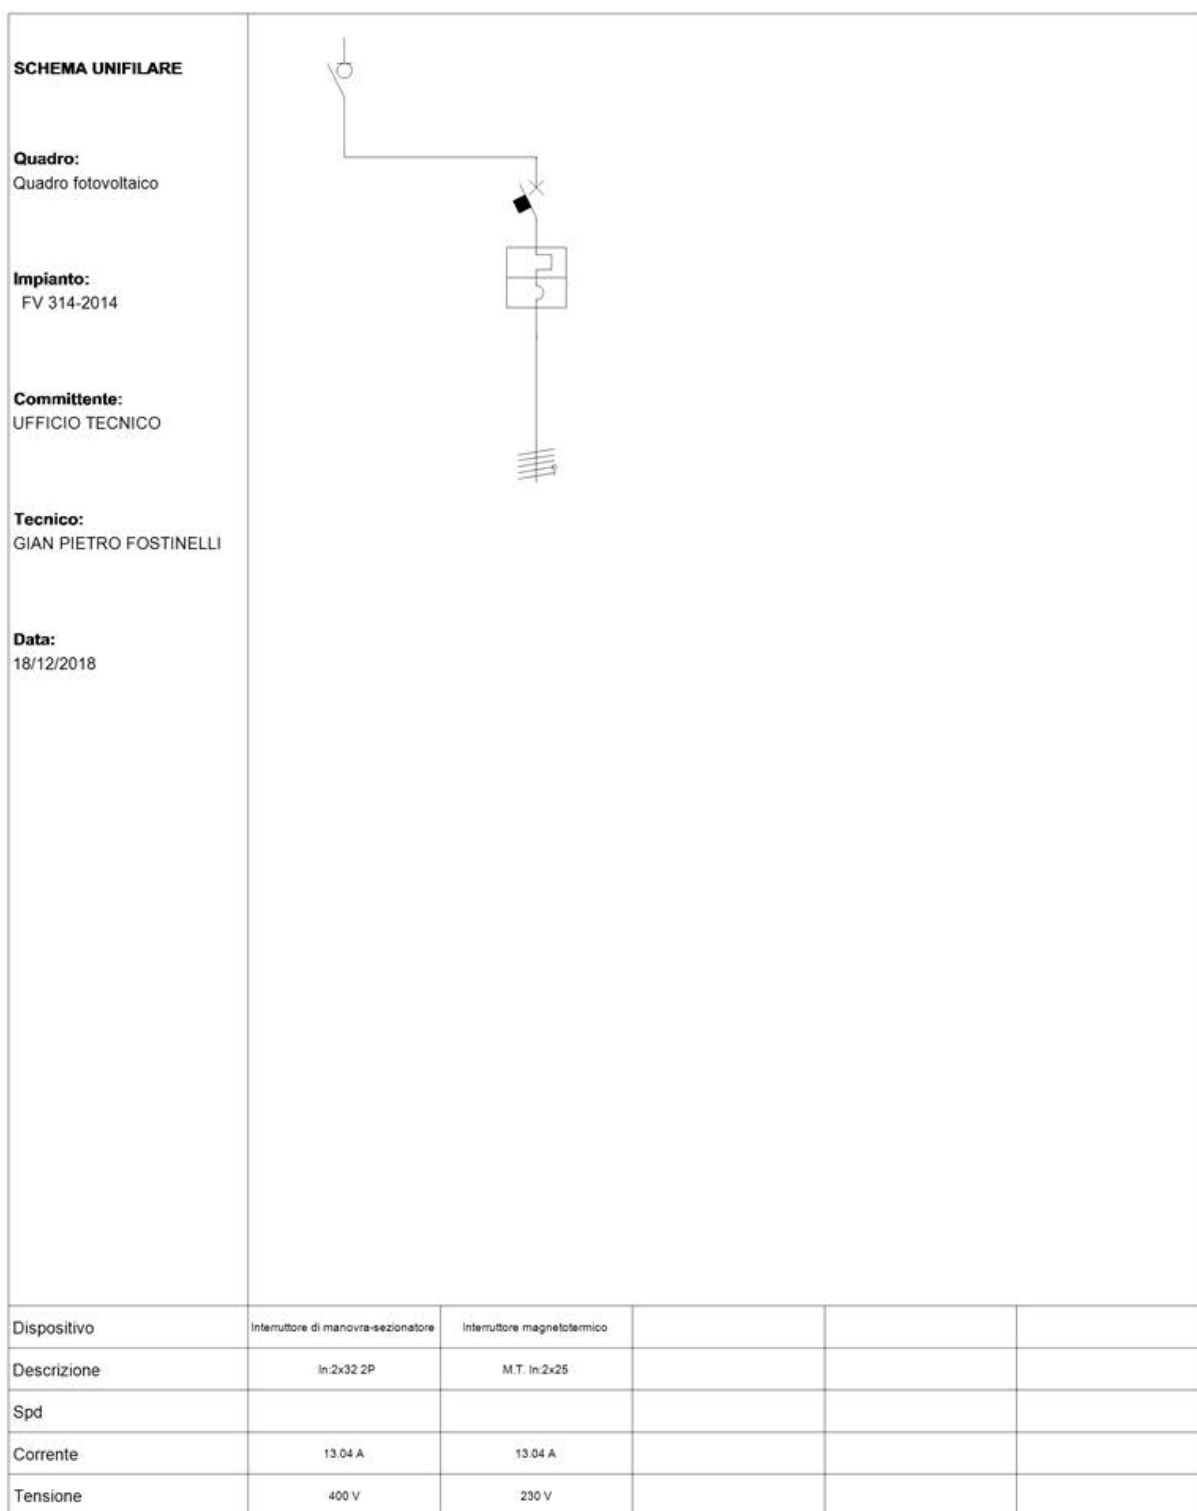 SCHEMA UNIFILARE
Quadro:
Quadro fotovoltaico
Impianto:
FV 314-2014
Committente:
UFFICIO TECNICO
Tecnico:
GIAN PIETRO FOSTINELLI
Data:
18/12/2018
Dispositivo Interruttore di manovra-sezionatore Interruttore magnetotermico
Descrizione In:2x32 2P M.T. In:2x25
Spd
Corrente 13.04 A 13.04 A
Tensione 400 V 230 V